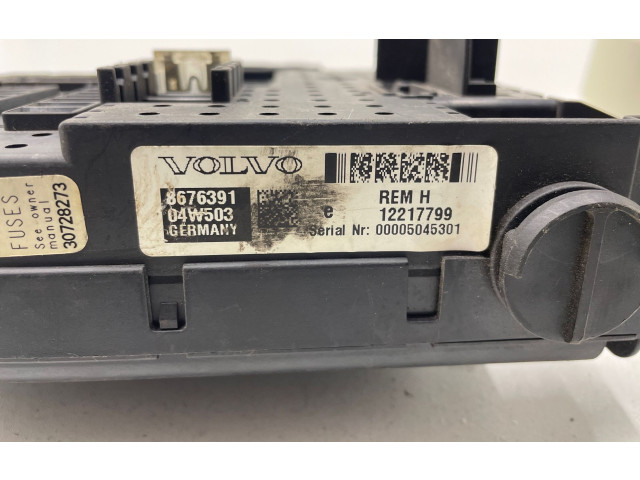 FUSES
See owner
manual
30728273
VOLVO
8676391
04W503
GERMANY
REM H
e 12217799
Serial Nr: 00005045301